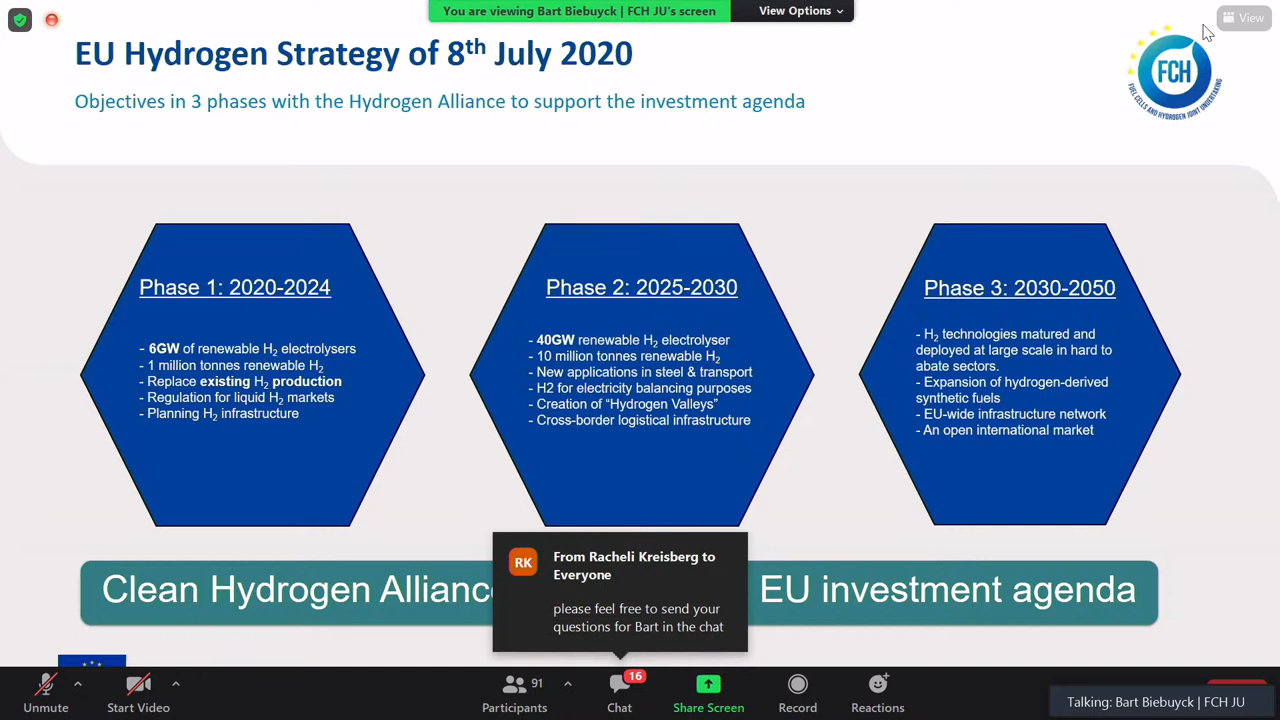 You are viewing Bart Biebuyck | FCH JU's screen
View Options
View
EU Hydrogen Strategy of 8th July 2020
Objectives in 3 phases with the Hydrogen Alliance to support the investment agenda
FCH
FUEL CELLS AND HYDROGEN JOINT UNDERTAKING
Phase 1: 2020-2024
- 6GW of renewable H2 electrolysers
- 1 million tonnes renewable H2
- Replace existing H2 production
- Regulation for liquid H2 markets
- Planning H2 infrastructure
Phase 2: 2025-2030
- 40GW renewable H2 electrolyser
- 10 million tonnes renewable H2
- New applications in steel & transport
- H2 for electricity balancing purposes
- Creation of “Hydrogen Valleys”
- Cross-border logistical infrastructure
Phase 3: 2030-2050
- H2 technologies matured and
deployed at large scale in hard to
abate sectors.
- Expansion of hydrogen-derived
synthetic fuels
- EU-wide infrastructure network
- An open international market
Clean Hydrogen Alliance
EU investment agenda
RK
From Racheli Kreisberg to
Everyone
please feel free to send your
questions for Bart in the chat
Unmute
Start Video
91
Participants
16
Chat
Share Screen
Record
Reactions
Talking: Bart Biebuyck | FCH JU